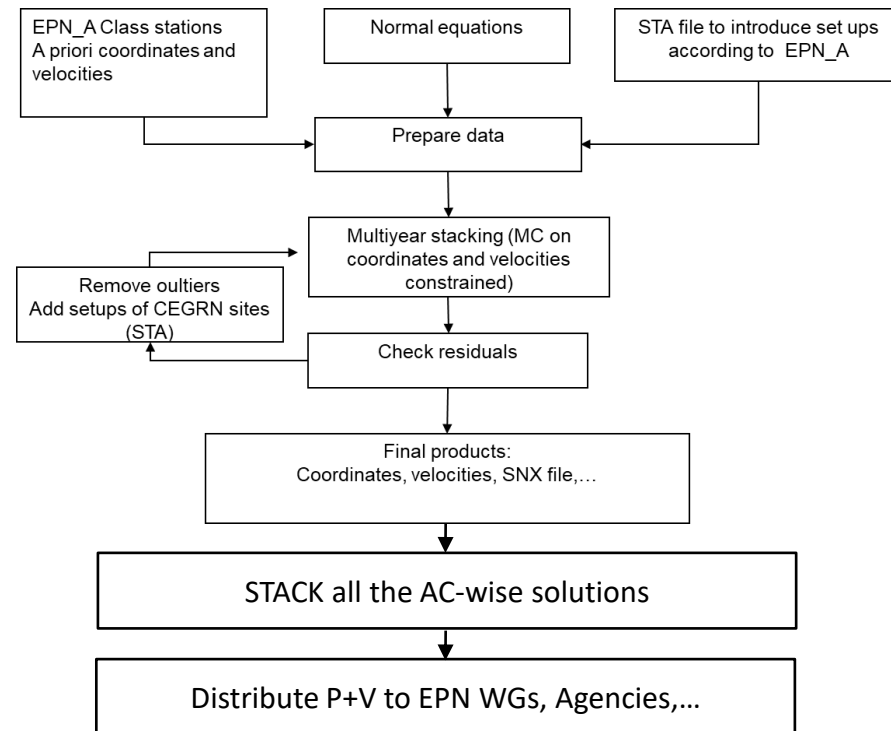 EPN_A Class stations
A priori coordinates and
velocities
Normal equations
STA file to introduce set ups
according to EPN_A
Prepare data
Multiyear stacking (MC on
coordinates and velocities
constrained)
Remove oultiers
Add setups of CEGRN sites
(STA)
Check residuals
Final products:
Coordinates, velocities, SNX file,...
STACK all the AC-wise solutions
Distribute P+V to EPN WGs, Agencies,...